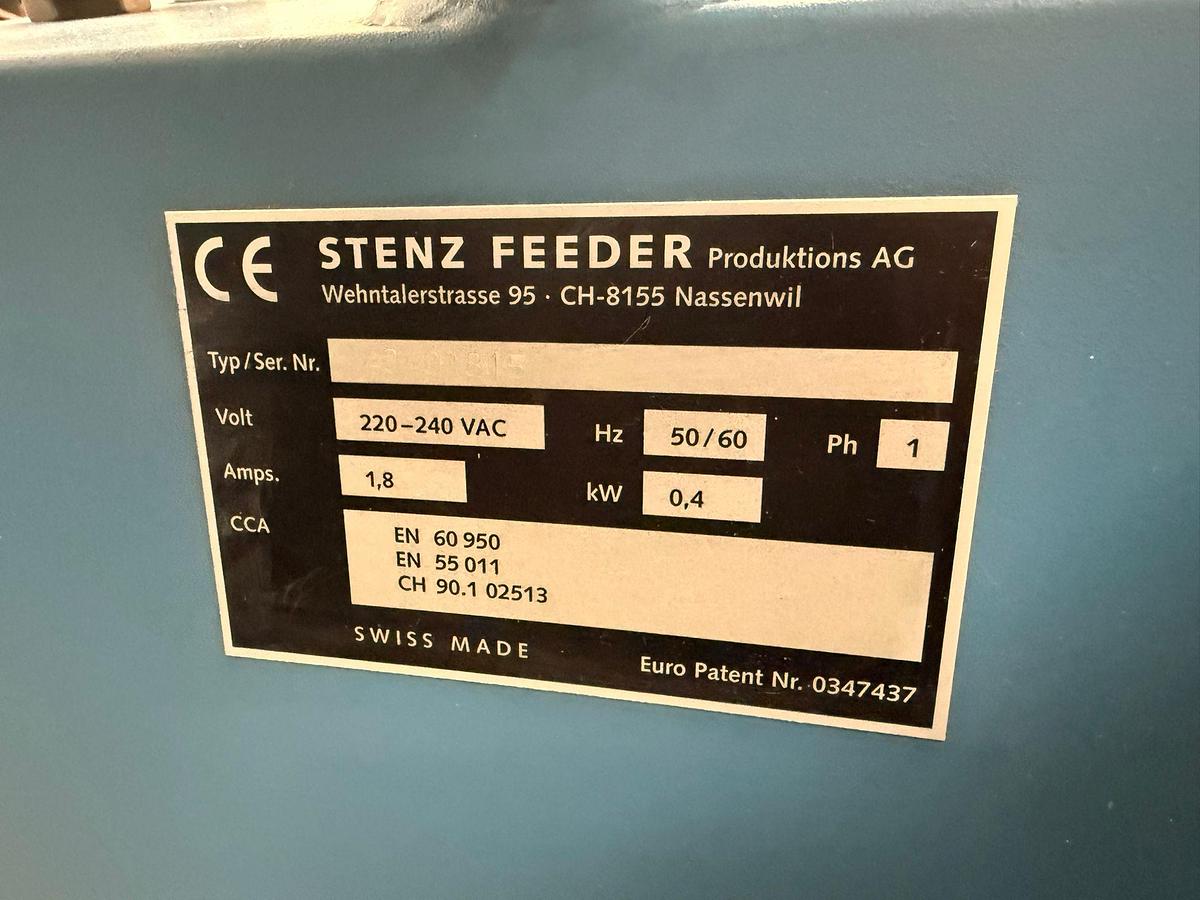 CE STENZ FEEDER Produktions AG
Wehntalerstrasse 95 · CH-8155 Nassenwil
Typ/Ser. Nr.
Volt 220–240 VAC Hz 50/60 Ph 1
Amps. 1,8 kW 0,4
CCA EN 60 950
EN 55 011
CH 90.1 02513
SWISS MADE
Euro Patent Nr. 0347437